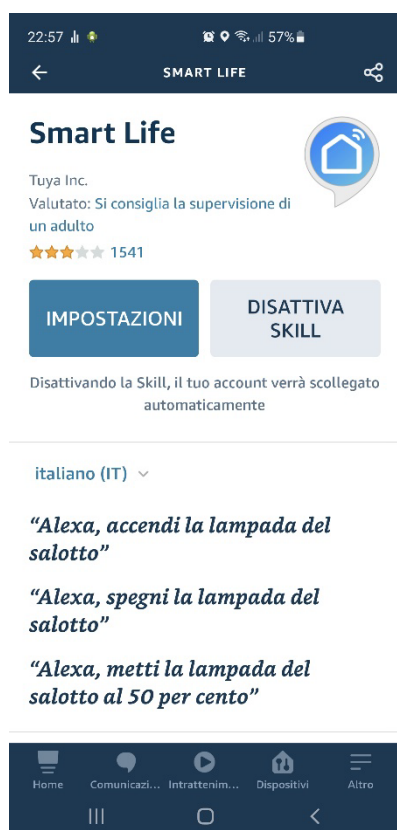 22:57
57%
SMART LIFE
Smart Life
Tuya Inc.
Valutato: Si consiglia la supervisione di
un adulto
1541
IMPOSTAZIONI
DISATTIVA
SKILL
Disattivando la Skill, il tuo account verrà scollegato
automaticamente
italiano (IT)
“Alexa, accendi la lampada del
salotto”
“Alexa, spegni la lampada del
salotto”
“Alexa, metti la lampada del
salotto al 50 per cento”
Home Comunicazi... Intrattenim... Dispositivi Altro